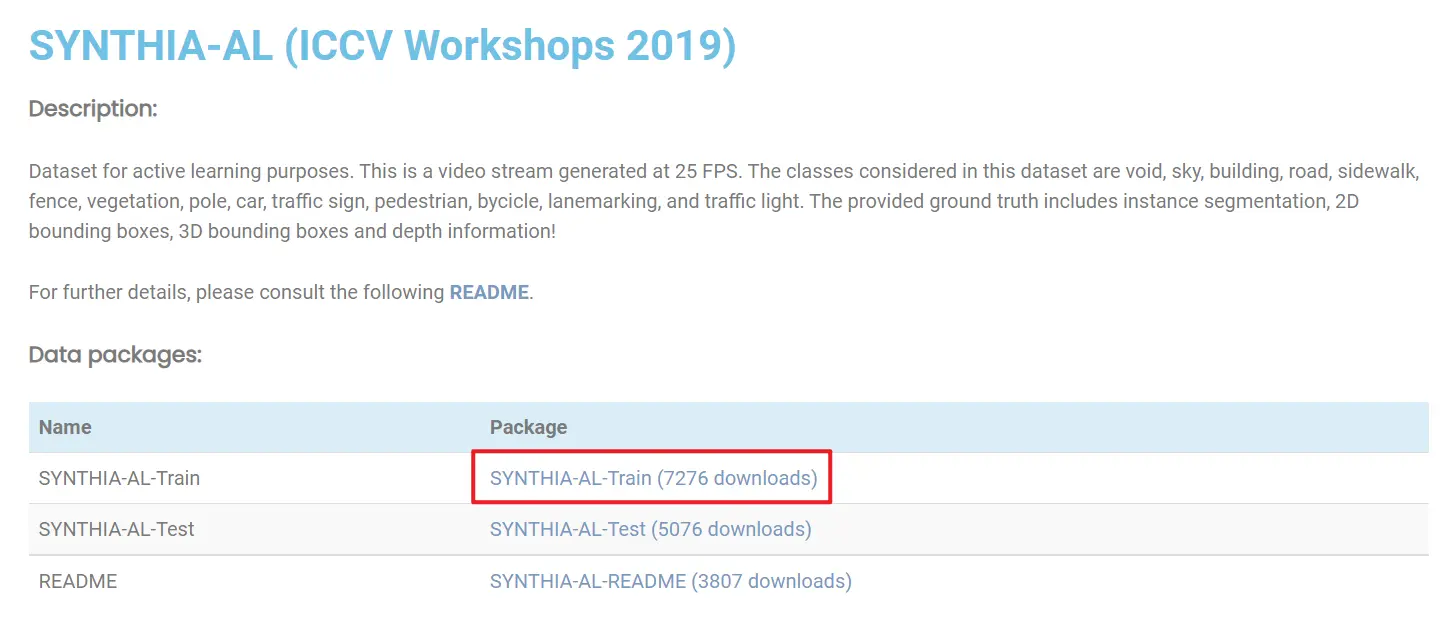 SYNTHIA-AL (ICCV Workshops 2019)
Description:
Dataset for active learning purposes. This is a video stream generated at 25 FPS. The classes considered in this dataset are void, sky, building, road, sidewalk,
fence, vegetation, pole, car, traffic sign, pedestrian, bycicle, lanemarking, and traffic light. The provided ground truth includes instance segmentation, 2D
bounding boxes, 3D bounding boxes and depth information!
For further details, please consult the following README.
Data packages:
Name Package
SYNTHIA-AL-Train SYNTHIA-AL-Train (7276 downloads)
SYNTHIA-AL-Test SYNTHIA-AL-Test (5076 downloads)
README SYNTHIA-AL-README (3807 downloads)